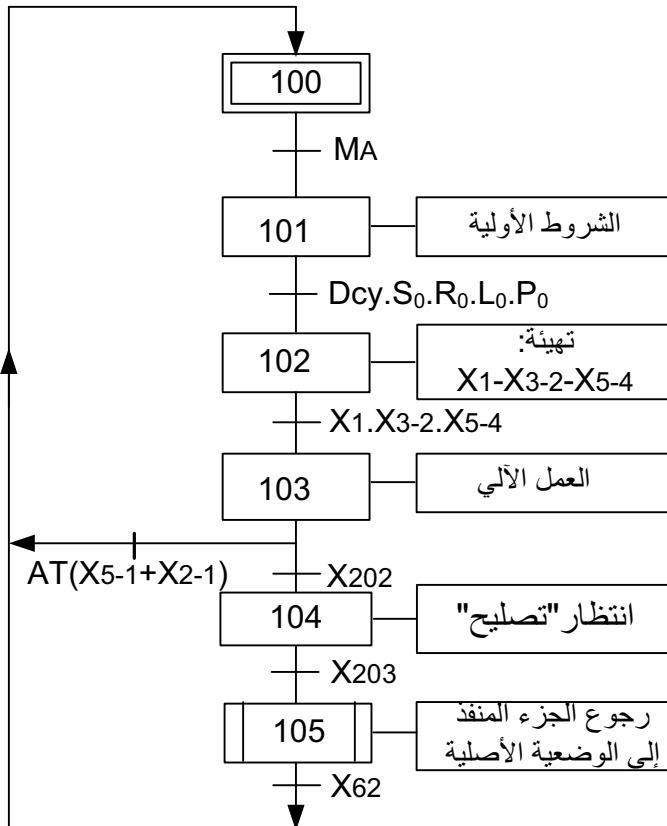 100
MA
101
الشروط الأولية
Dcy.S₀.R₀.L₀.P₀
102
تهيئة:
X1-X3-2-X5-4
X1.X3-2.X5-4
103
العمل الآلي
AT(X5-1+X2-1)
X202
104
انتظار"تصليح"
X203
105
رجوع الجزء المنفذ
إلى الوضعية الأصلية
X62